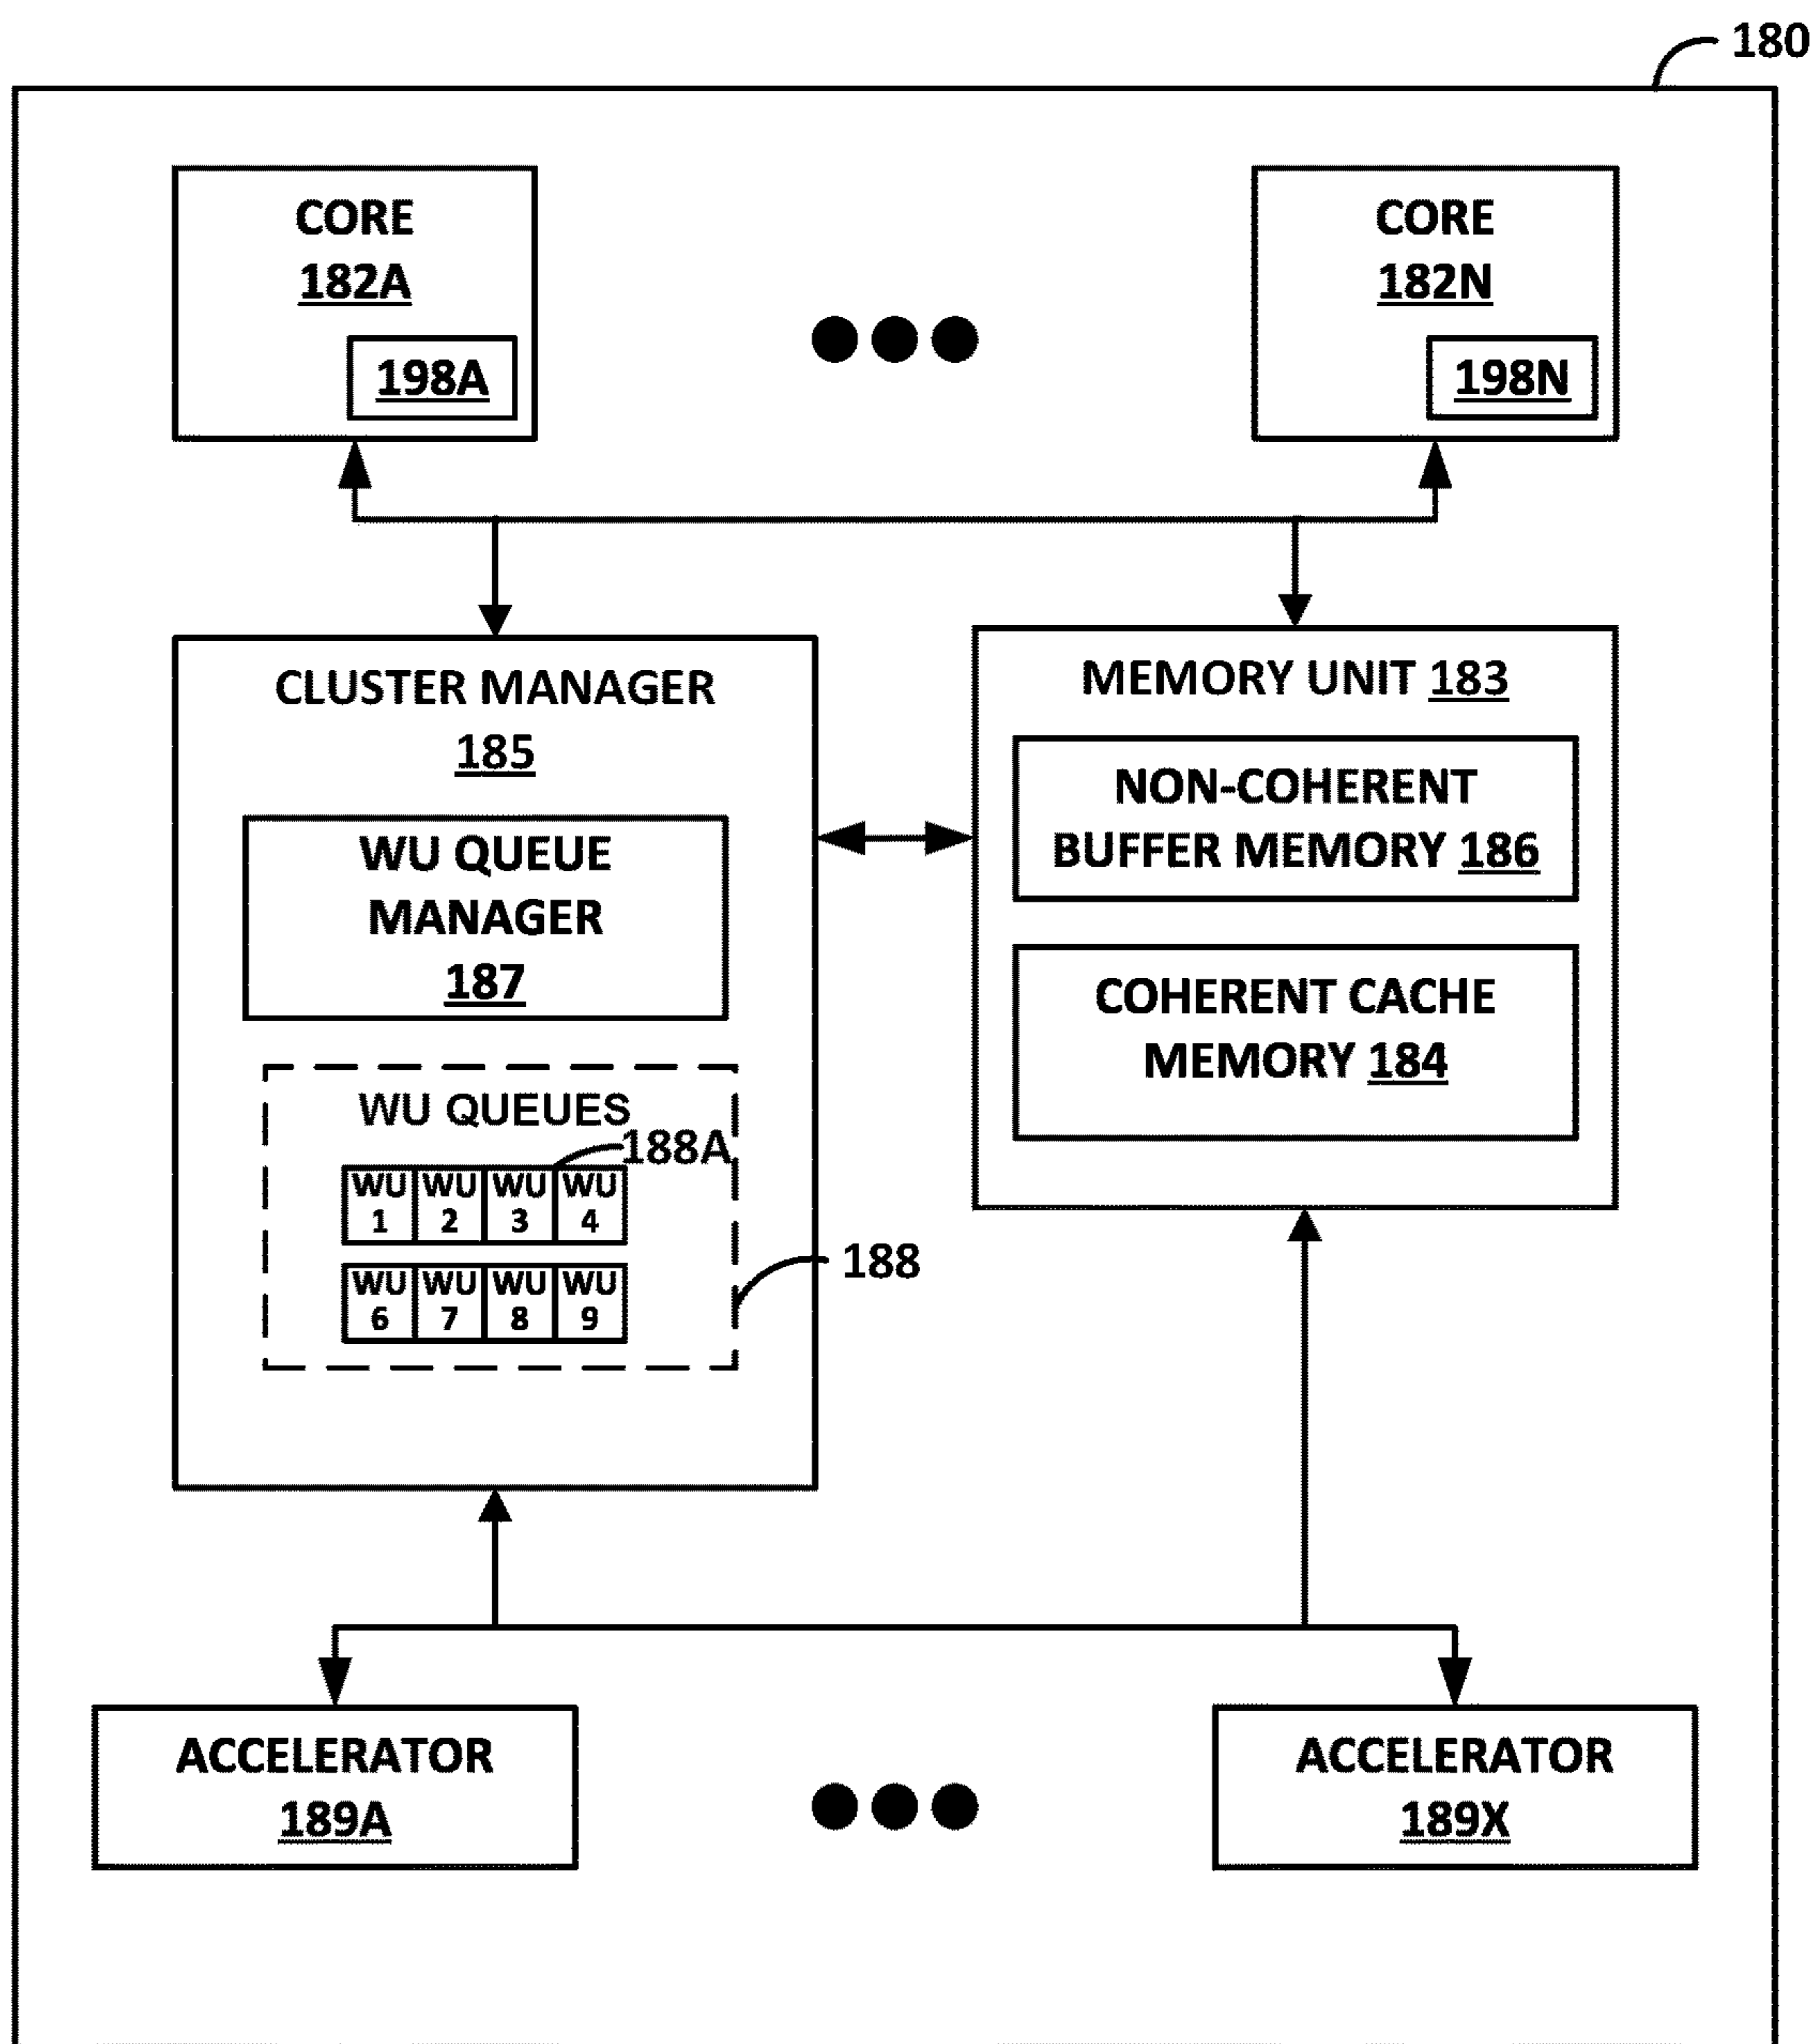 180
CORE
182A
198A
CORE
182N
198N
CLUSTER MANAGER
185
WU QUEUE
MANAGER
187
WU QUEUES
188A
WU WU WU WU
1 2 3 4
WU WU WU WU
6 7 8 9
188
MEMORY UNIT 183
NON-COHERENT
BUFFER MEMORY 186
COHERENT CACHE
MEMORY 184
ACCELERATOR
189A
ACCELERATOR
189X